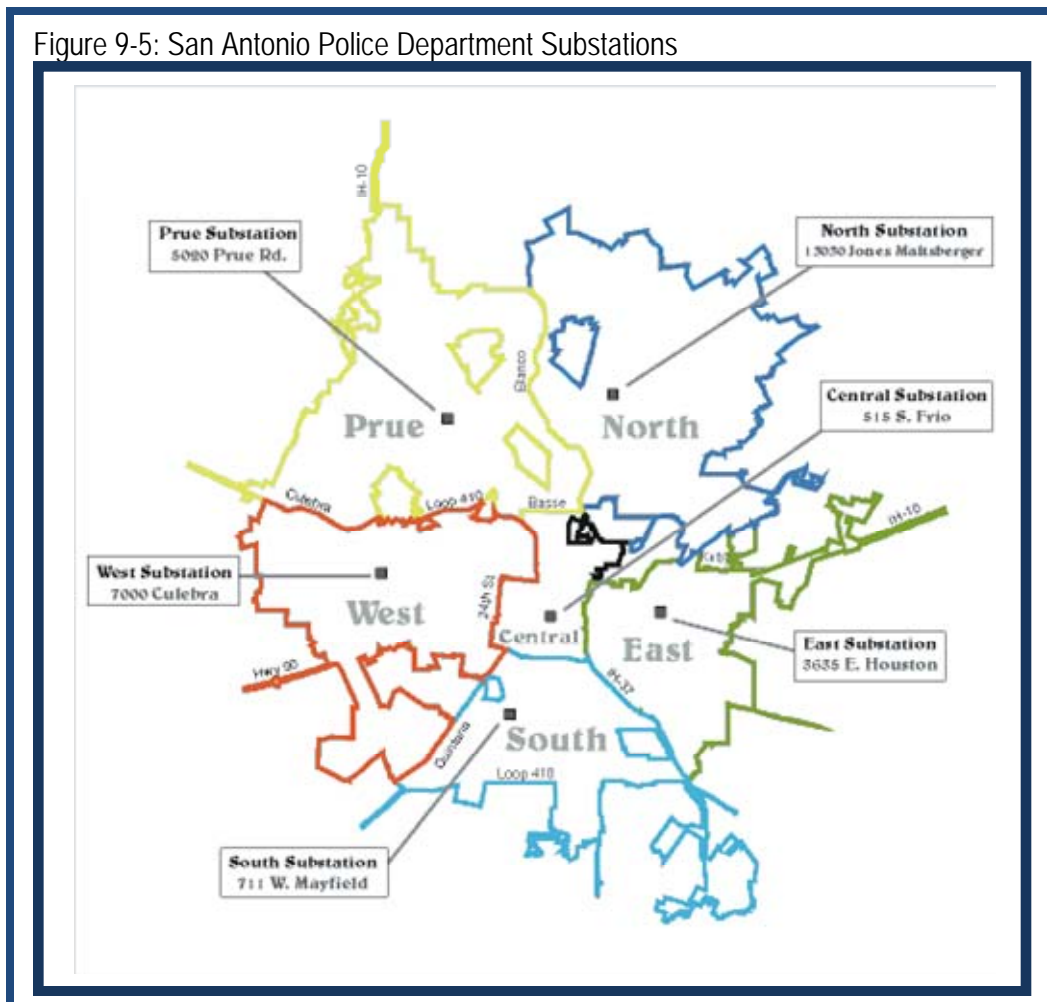 Figure 9-5: San Antonio Police Department Substations
IH-10
Prue Substation
5020 Prue Rd.
North Substation
13030 Jones Maltsberger
Blanco
Central Substation
515 S. Frio
Prue
North
Culebra
Loop 410
Basse
IH-10
West Substation
7000 Culebra
West
24th St
Central
East
East Substation
3635 E. Houston
Hwy 90
IH-37
Quintana
South
Loop 410
South Substation
711 W. Mayfield